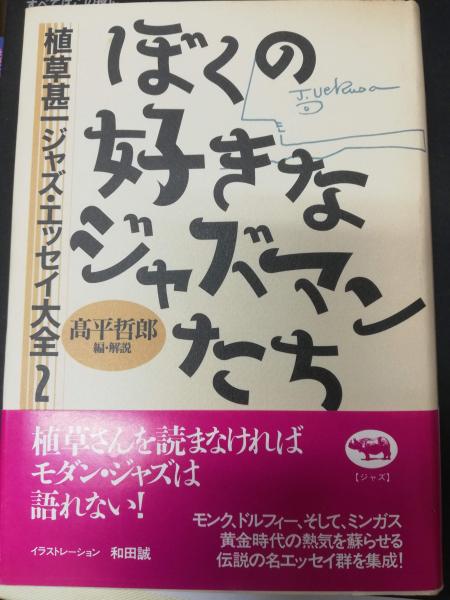 ぼくの
好きな
ジャズマン
たち
J.Uekusa
植草甚一ジャズ・エッセイ大全2
高平哲郎
編・解説
植草さんを読まなければ
モダン・ジャズは
語れない!
【ジャズ】
モンク、ドルフィー、そして、ミンガス
黄金時代の熱気を蘇らせる
伝説の名エッセイ群を集成!
イラストレーション 和田誠